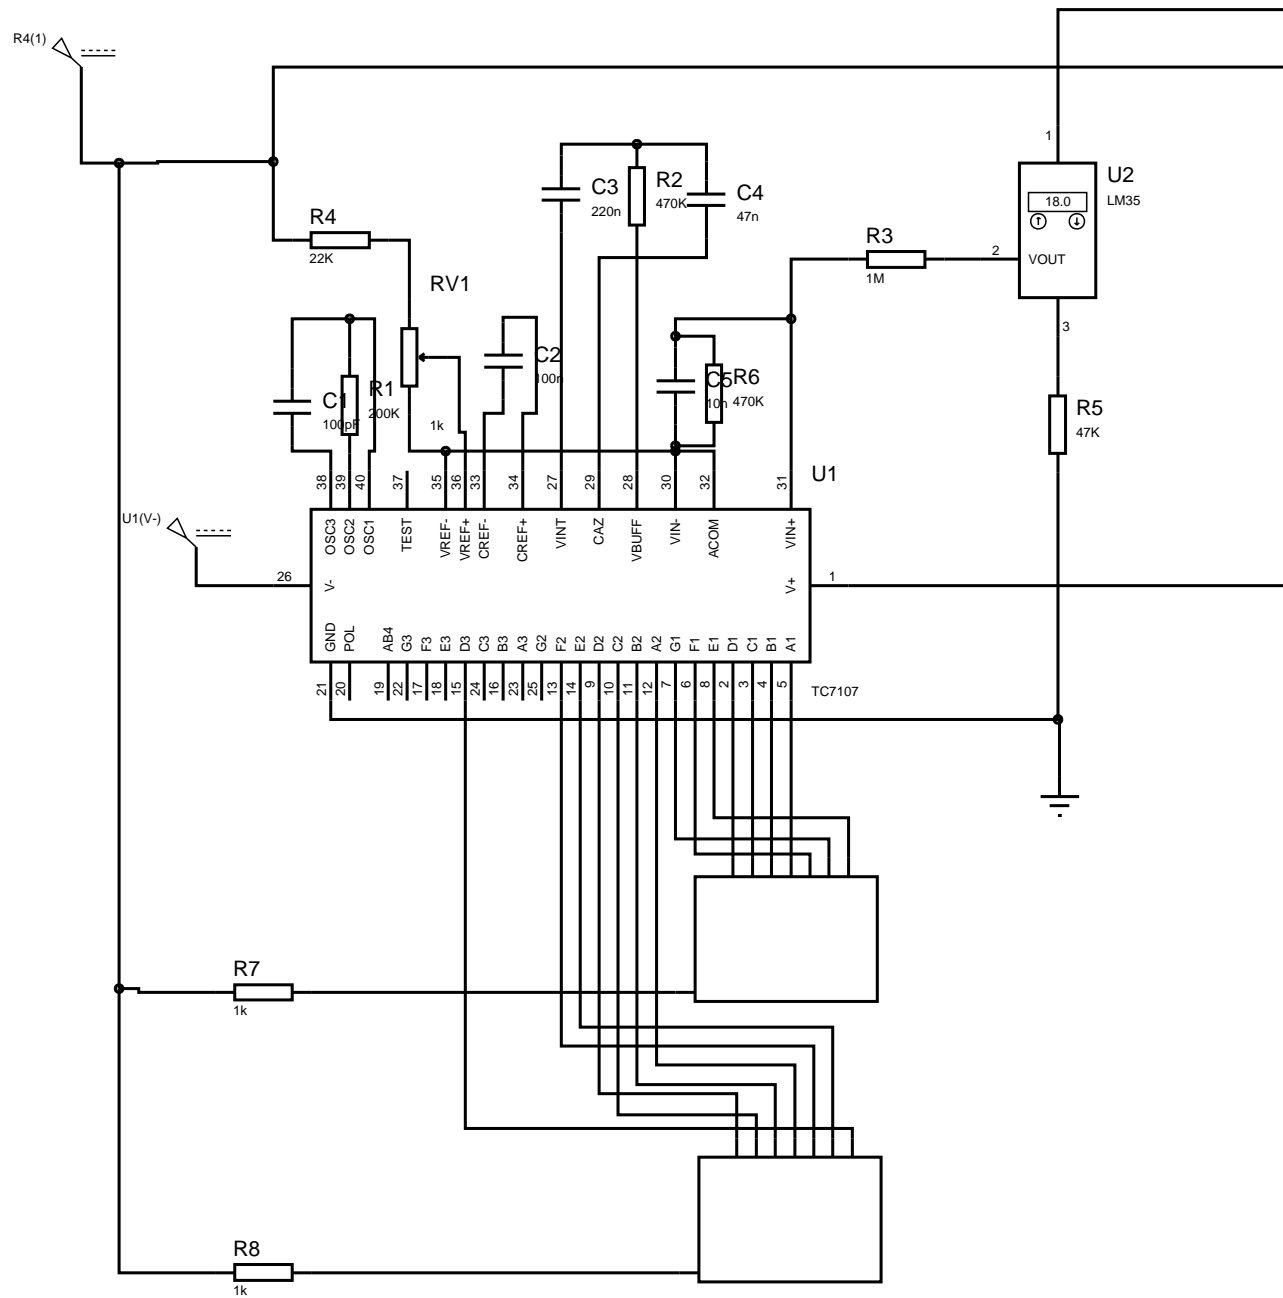 R4(1)
1
U2
LM35
18.0
VOUT
C3
220n
R2
470K
C4
47n
R4
22K
R3
1M
2
RV1
3
C2
100n
C1
100pF
R1
200K
1k
C5
10n
R6
470K
R5
47K
38
39
40
37
35
36
33
34
27
29
28
30
32
31
U1
U1(V-)
OSC3
OSC2
OSC1
TEST
VREF-
VREF+
CREF-
CREF+
VINT
CAZ
VBUFF
VIN-
ACOM
VIN+
26
V-
V+
1
GND
POL
AB4
G3
F3
E3
D3
C3
B3
A3
G2
F2
E2
D2
C2
B2
A2
G1
F1
E1
D1
C1
B1
A1
21
20
19
22
17
18
15
24
16
23
25
13
14
9
10
11
12
7
6
8
2
3
4
5
TC7107
R7
1k
R8
1k